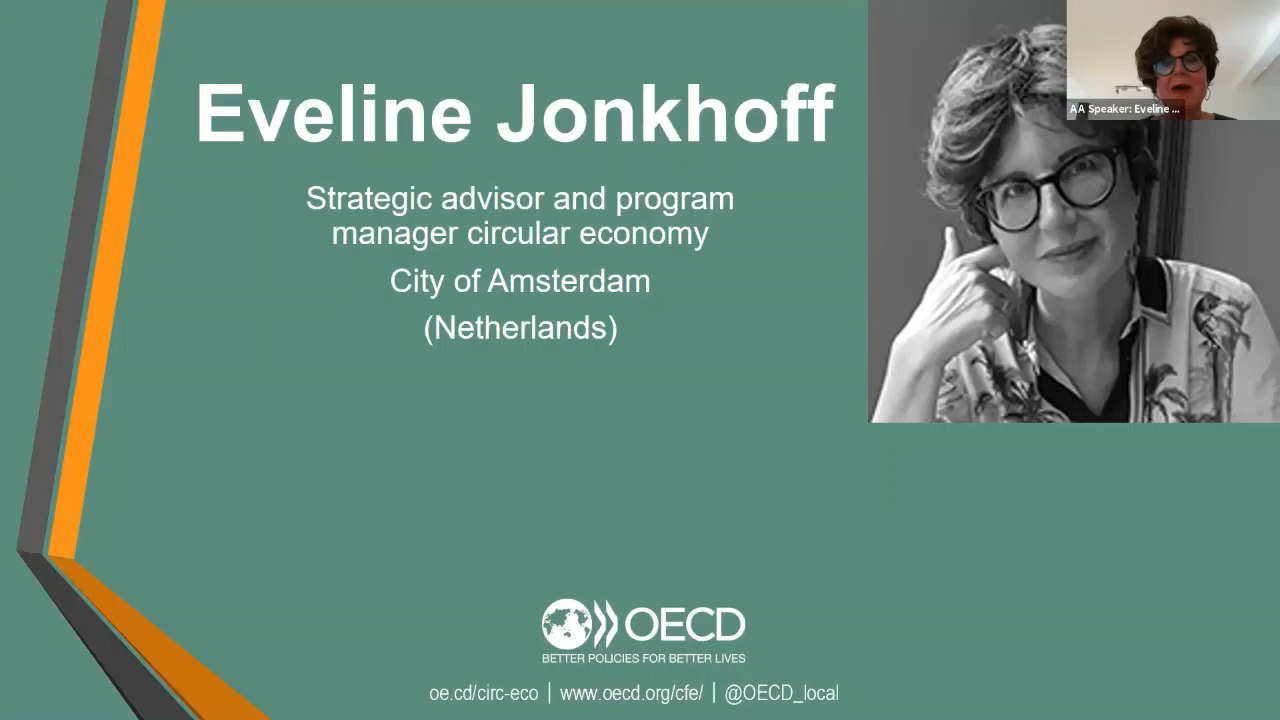 Eveline Jonkhoff
Strategic advisor and program
manager circular economy
City of Amsterdam
(Netherlands)
AA Speaker: Eveline ...
OECD
BETTER POLICIES FOR BETTER LIVES
oe.cd/circ-eco | www.oecd.org/cfe/ | @OECD_local